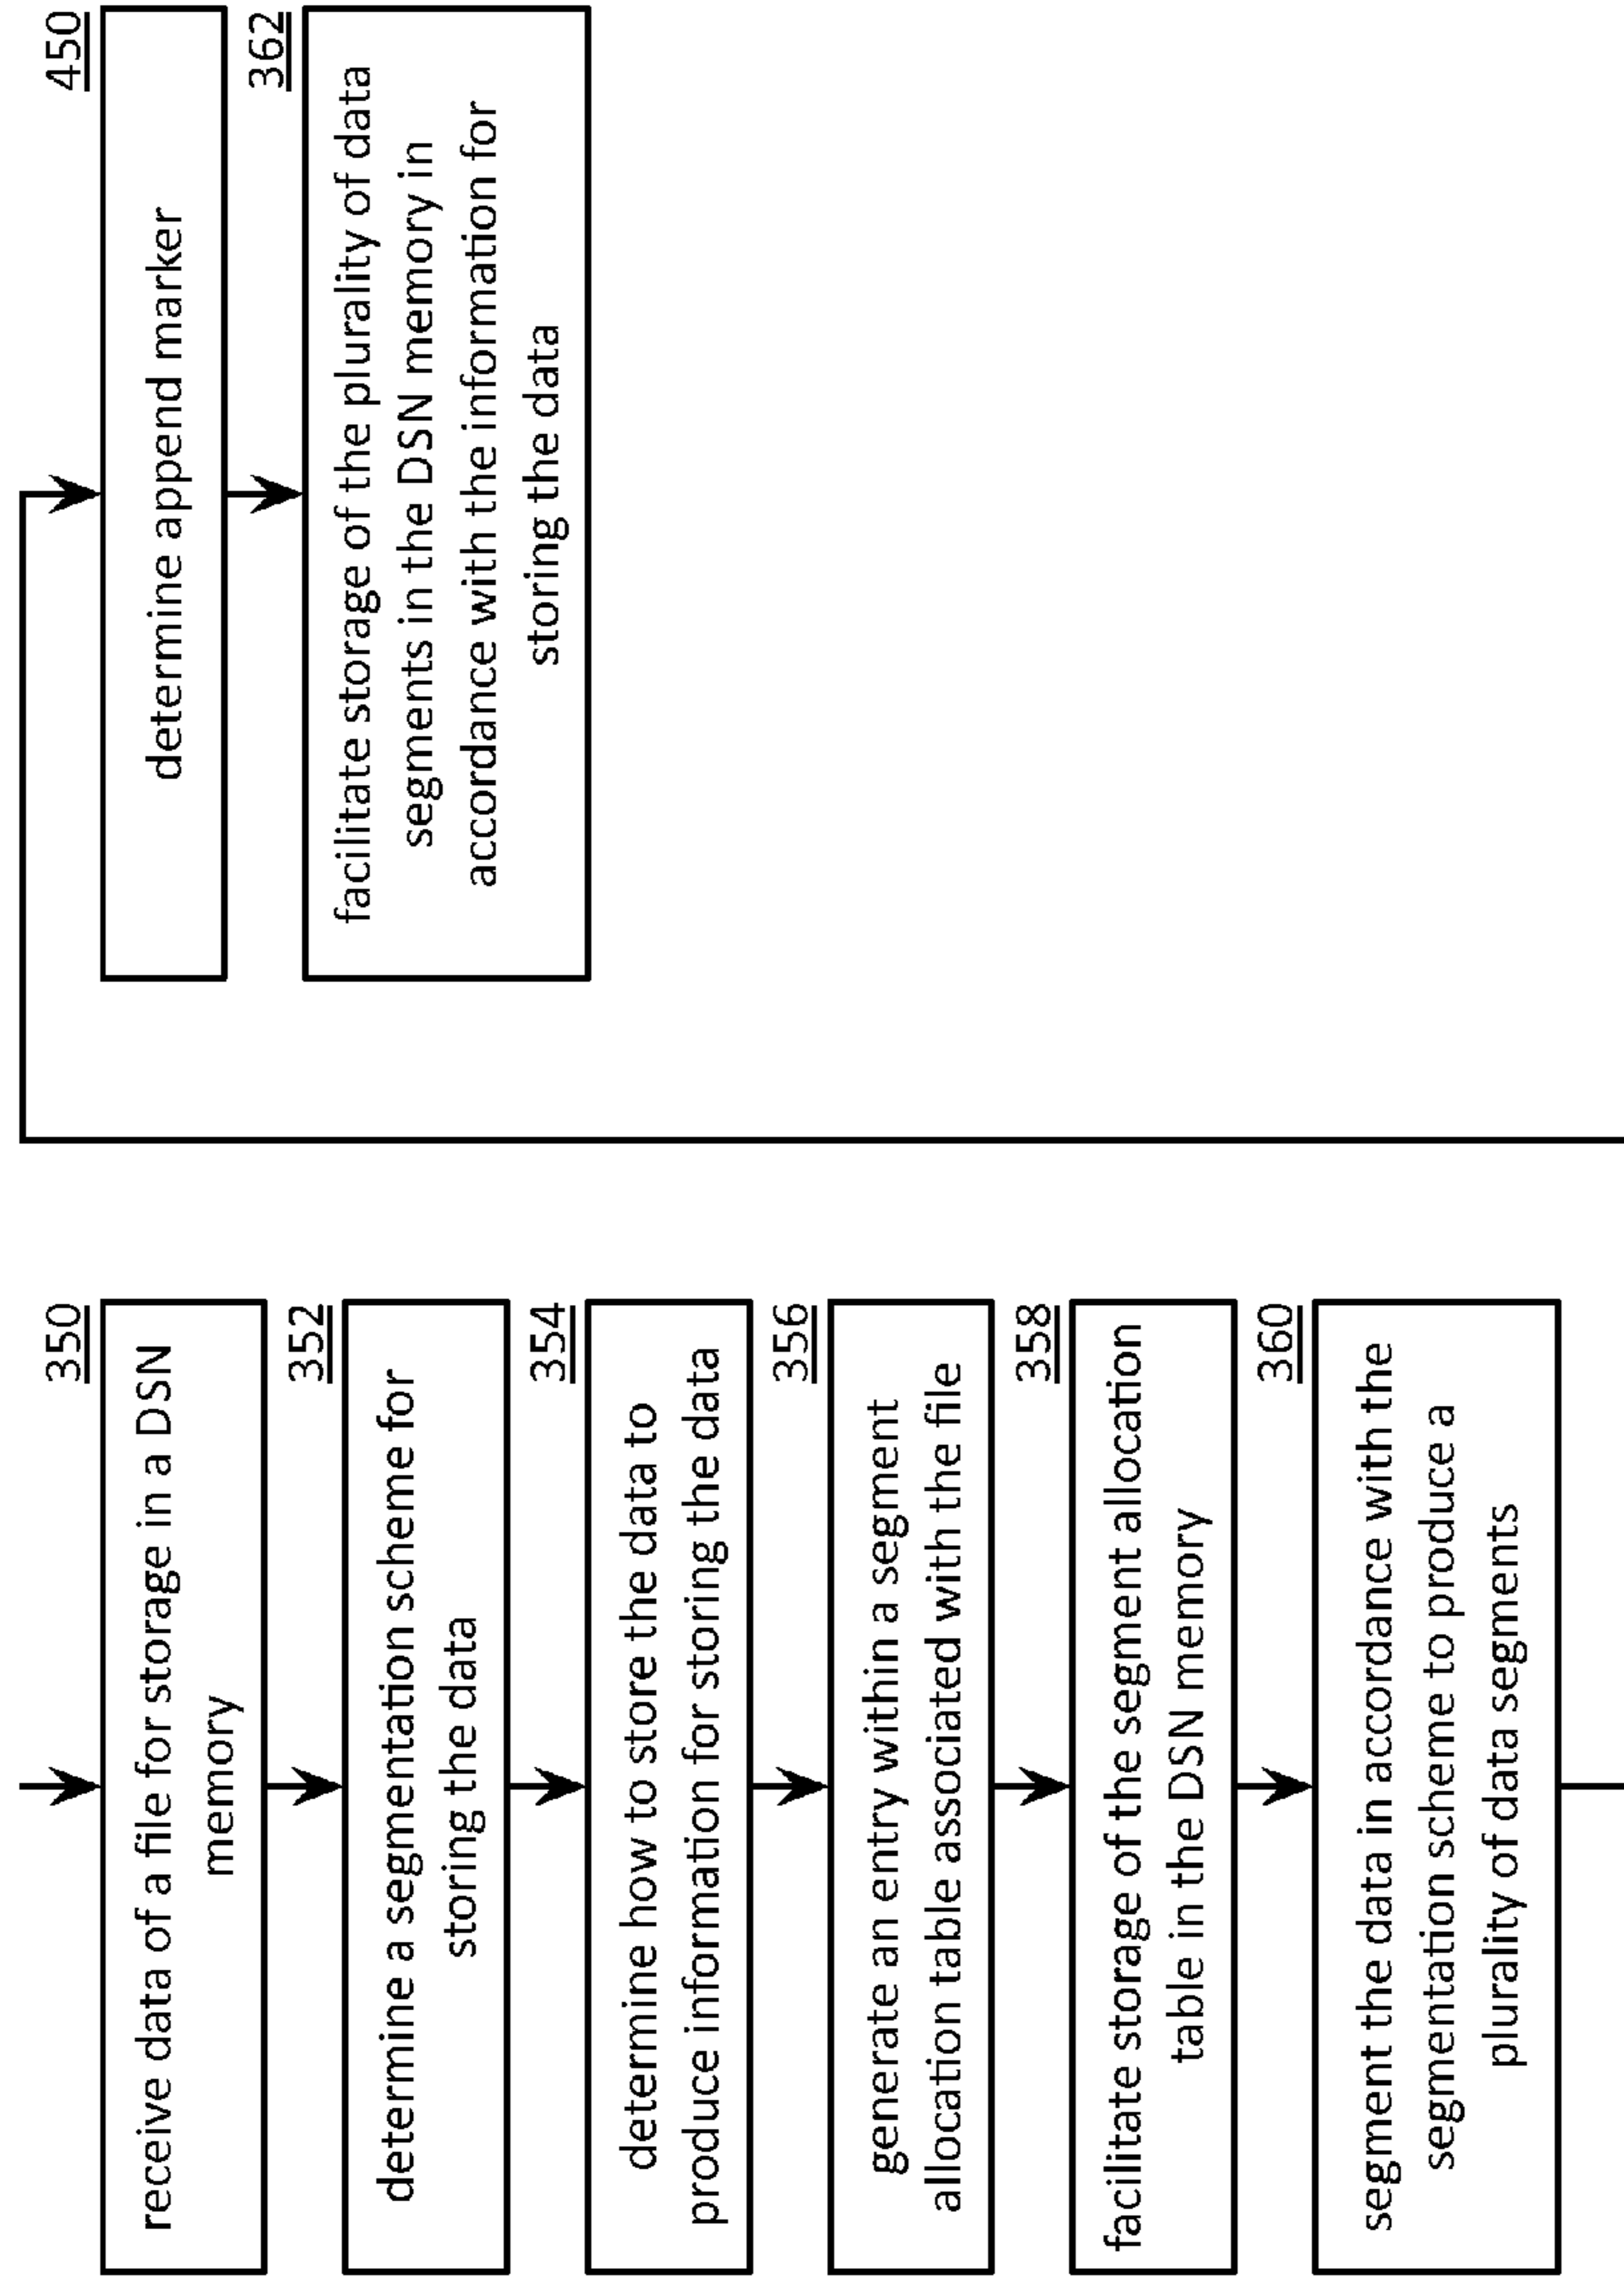 350
receive data of a file for storage in a DSN
memory
352
determine a segmentation scheme for
storing the data
354
determine how to store the data to
produce information for storing the data
356
generate an entry within a segment
allocation table associated with the file
358
facilitate storage of the segment allocation
table in the DSN memory
360
segment the data in accordance with the
segmentation scheme to produce a
plurality of data segments
450
determine append marker
362
facilitate storage of the plurality of data
segments in the DSN memory in
accordance with the information for
storing the data